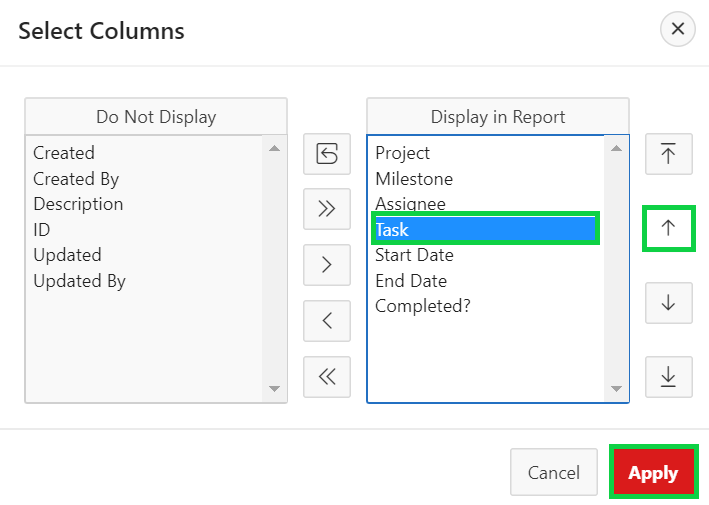 Select Columns
Do Not Display
Created
Created By
Description
ID
Updated
Updated By
Display in Report
Project
Milestone
Assignee
Task
Start Date
End Date
Completed?
Cancel
Apply